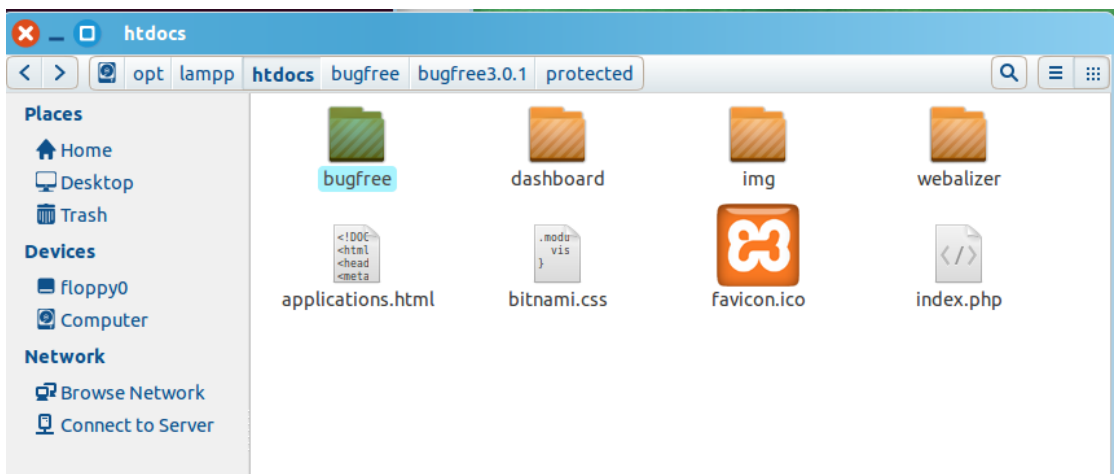 htdocs
opt lampp htdocs bugfree bugfree3.0.1 protected
Places
Home
Desktop
Trash
Devices
floppy0
Computer
Network
Browse Network
Connect to Server
bugfree dashboard img webalizer
<!DOC
<html
<head
<meta
.modu
vis
}
</>
applications.html bitnami.css favicon.ico index.php